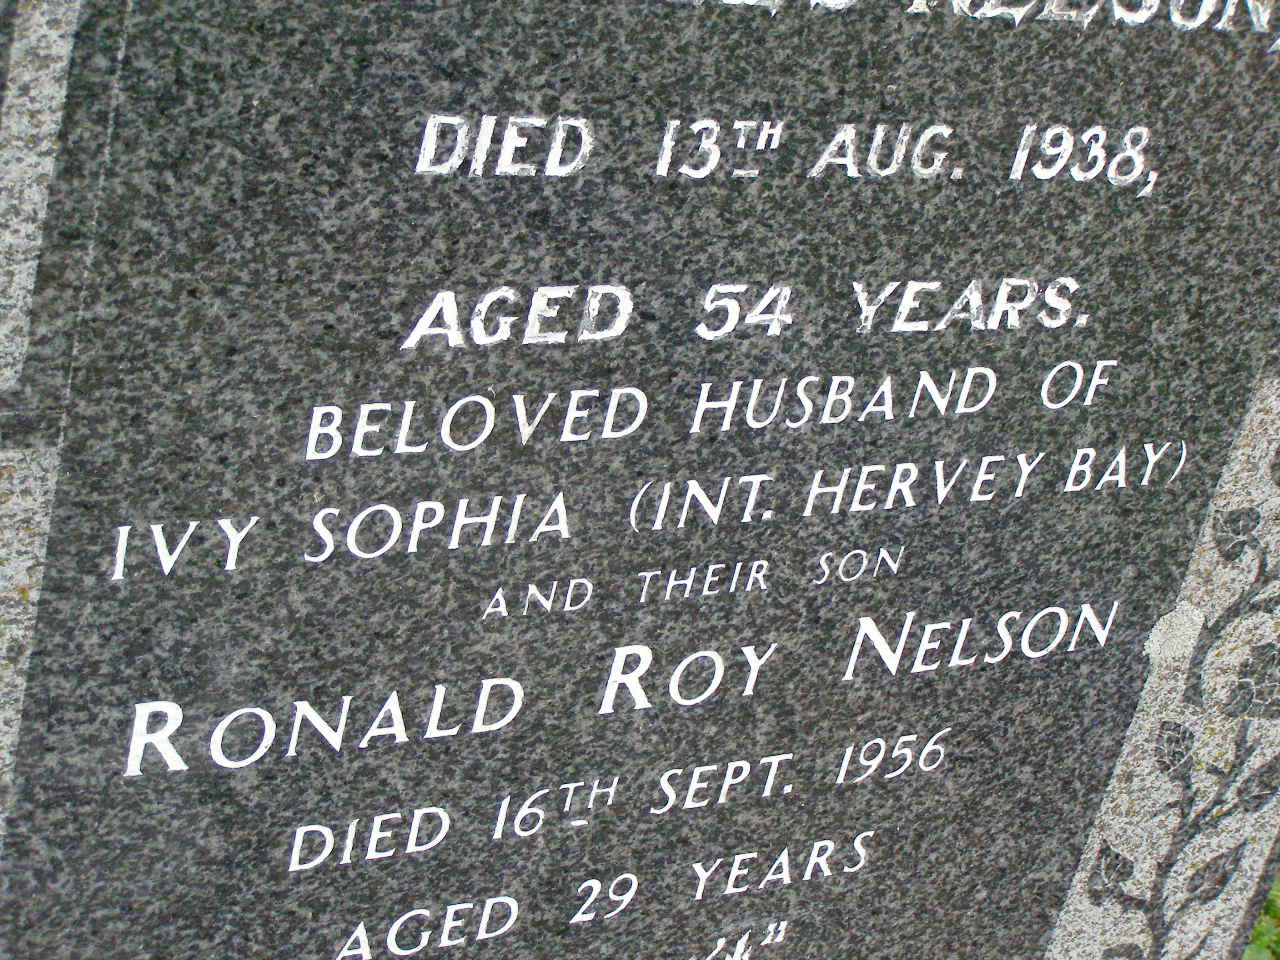 NELSON,
DIED 13TH AUG. 1938,
AGED 54 YEARS.
BELOVED HUSBAND OF
IVY SOPHIA (INT. HERVEY BAY)
AND THEIR SON
RONALD ROY NELSON
DIED 16TH SEPT. 1956
AGED 29 YEARS